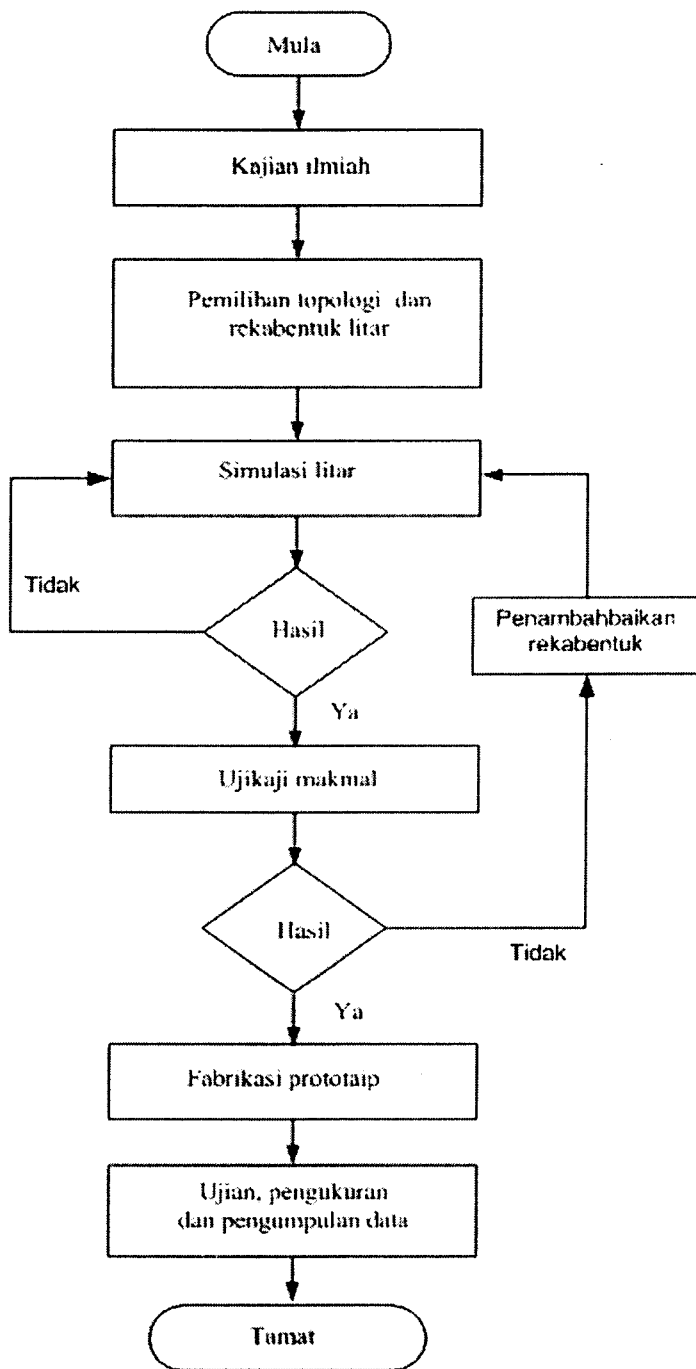 Mula
Kajian ilmiah
Pemilihan topologi dan
rekabentuk litar
Simulasi litar
Tidak
Hasil
Penambahbaikan
rekabentuk
Ya
Ujikaji makmal
Hasil
Tidak
Ya
Fabrikasi prototaip
Ujian, pengukuran
dan pengumpulan data
Tamat